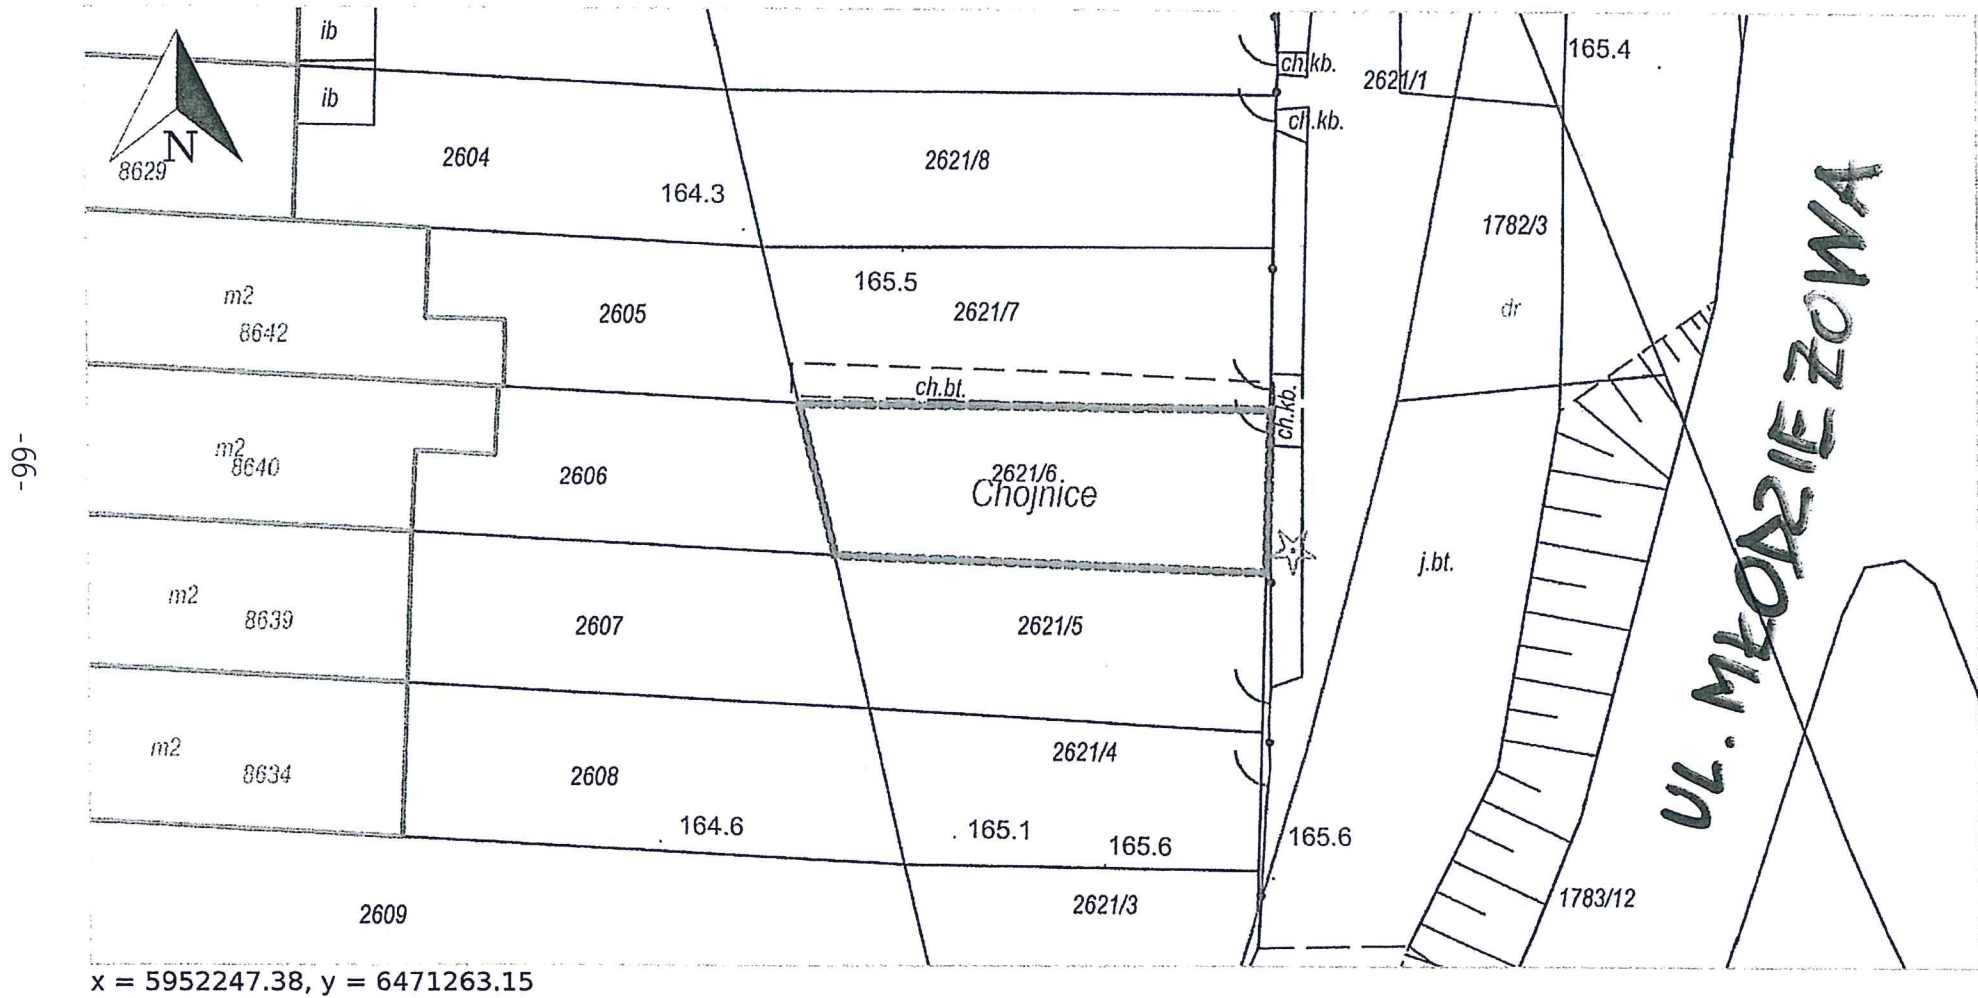 ib
ch.kb.
165.4
2621/1
ib
ch.kb.
N
8629
2604
2621/8
164.3
1782/3
165.5
m2
8642
2605
2621/7
dr
ch.bt.
ch.kb.
-99-
m2
8640
2606
2621/6
Chojnice
j.bt.
m2
8639
2607
2621/5
UL. MŁODZIEŻOWA
m2
8634
2608
2621/4
164.6
165.1
165.6
165.6
2609
2621/3
1783/12
x = 5952247.38, y = 6471263.15